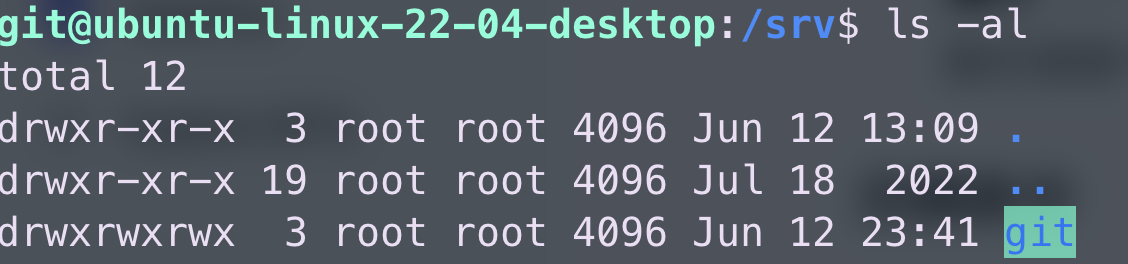 git@ubuntu-linux-22-04-desktop:/srv$ ls -al
total 12
drwxr-xr-x  3 root root 4096 Jun 12 13:09 .
drwxr-xr-x 19 root root 4096 Jul 18  2022 ..
drwxrwxrwx  3 root root 4096 Jun 12 23:41 git